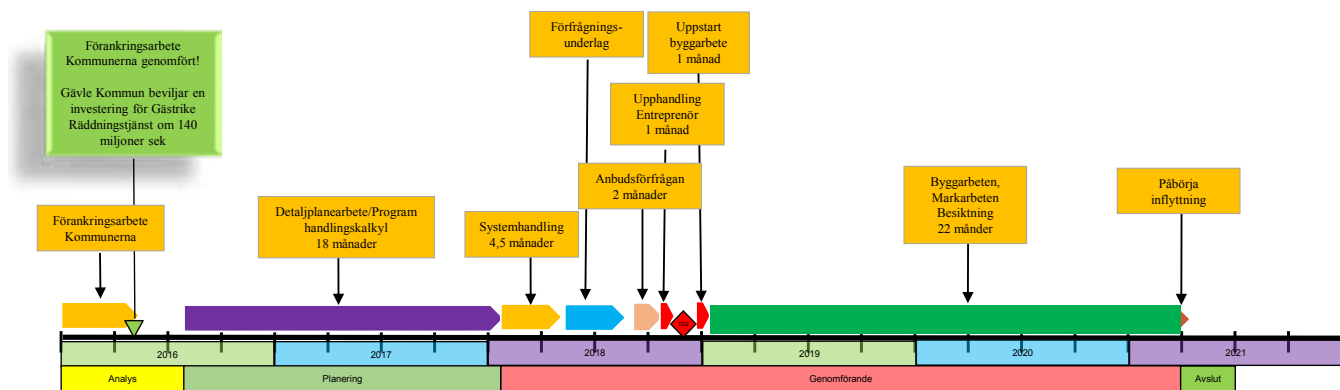 Förankringsarbete
Kommunerna genomfört!
Gävle Kommun beviljar en
investering för Gästrike
Räddningstjänst om 140
miljoner sek
Förfrågnings-
underlag
Uppstart
byggarbete
1 månad
Upphandling
Entreprenör
1 månad
Anbudsförfrågan
2 månader
Förankringsarbete
Kommunerna
Detaljplanearbete/Program
handlingskalkyl
18 månader
Systemhandling
4,5 månader
Byggarbeten,
Markarbeten
Besiktning
22 månder
Påbörja
inflyttning
2016
2017
2018
2019
2020
2021
Analys
Planering
Genomförande
Avslut